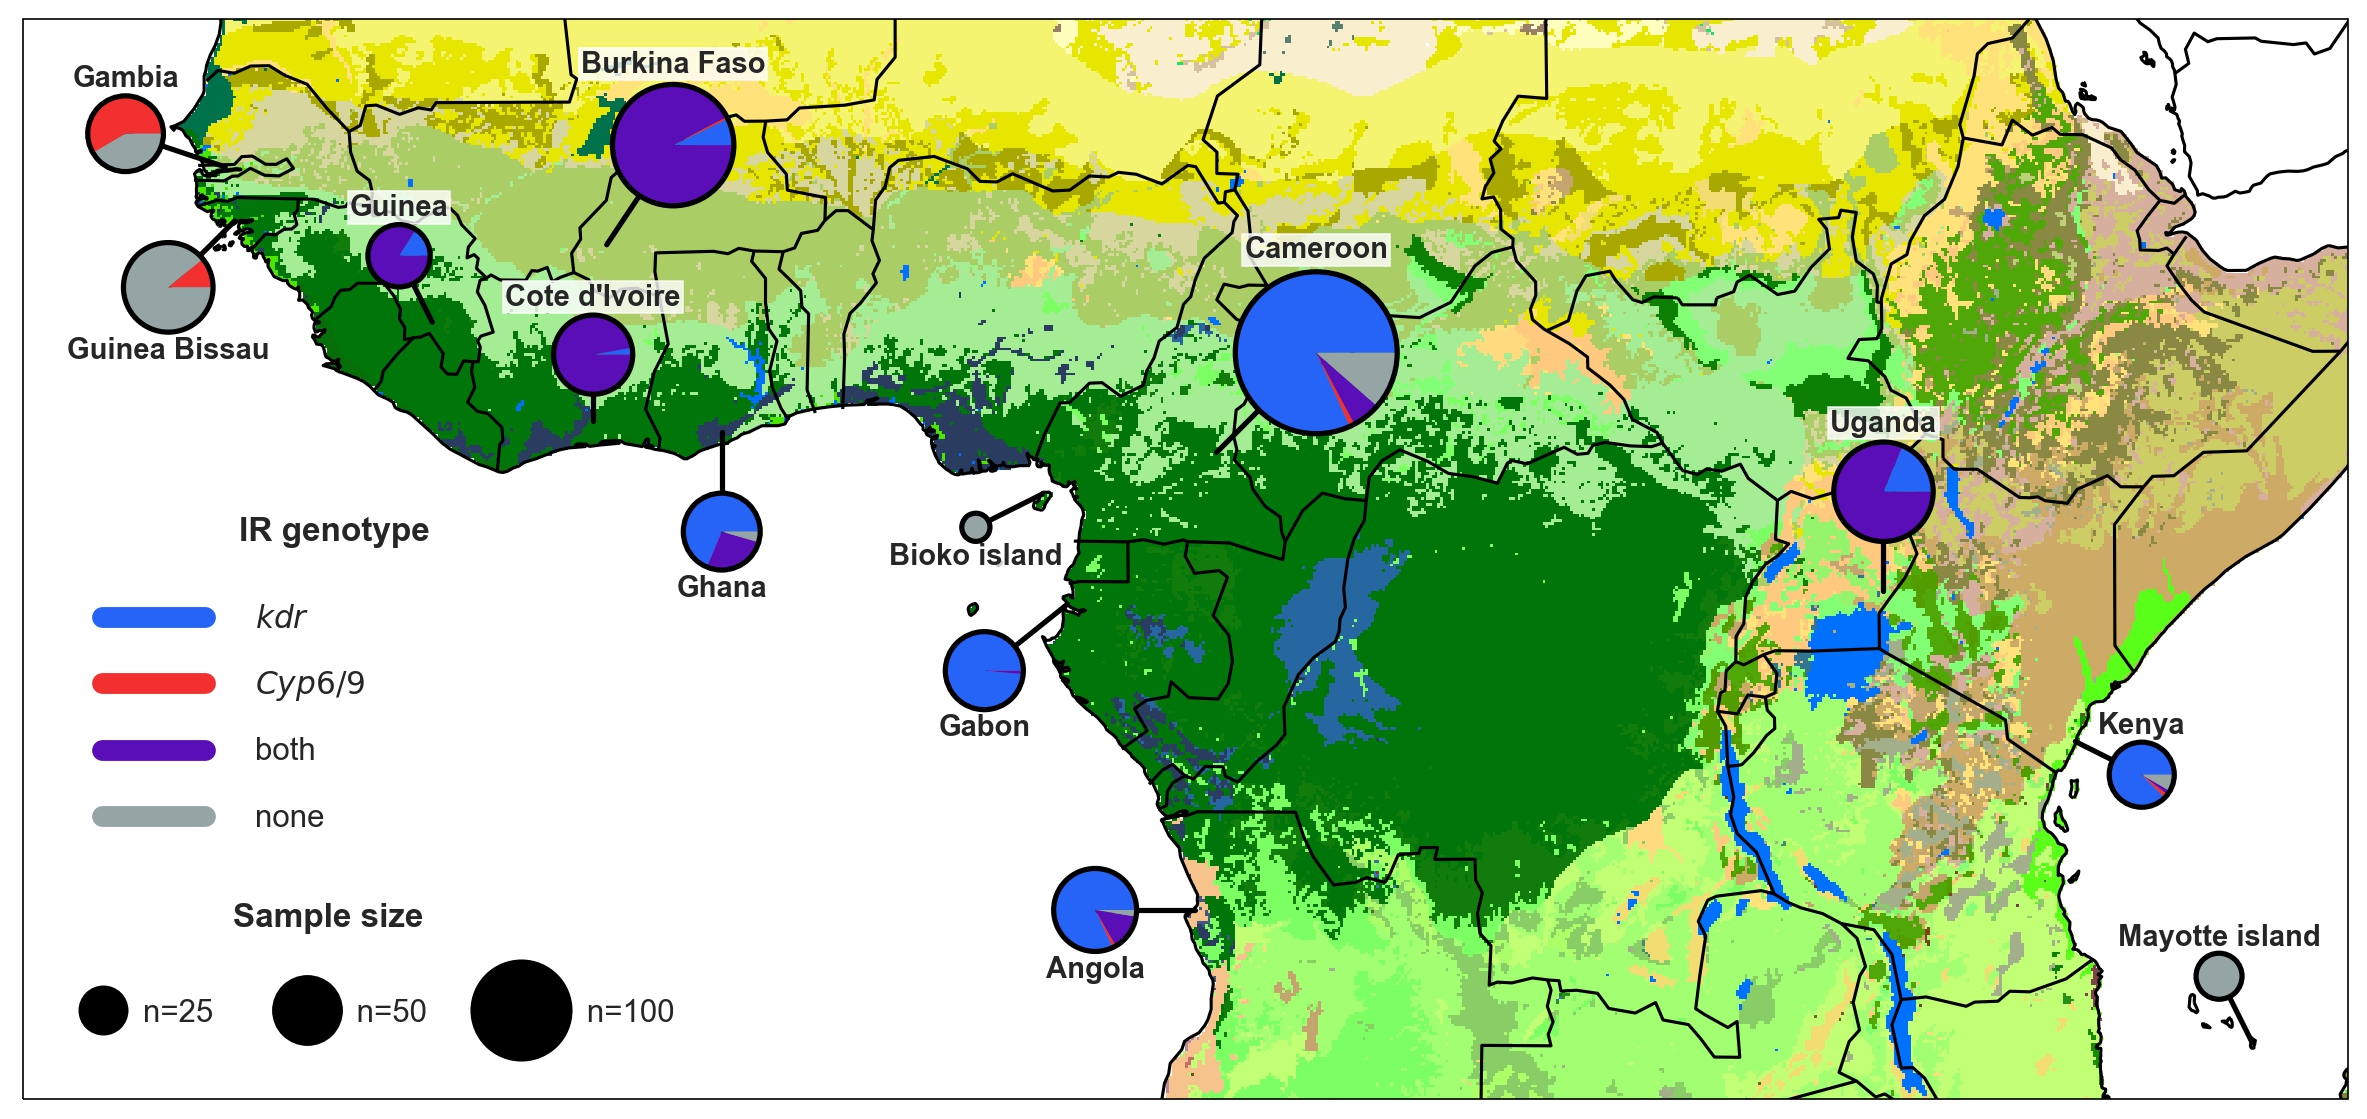 Burkina Faso
Gambia
Guinea
Cameroon
Cote d'Ivoire
Guinea Bissau
Uganda
IR genotype
Bioko island
Ghana
kdr
Cyp6/9
Gabon
Kenya
both
none
Sample size
Mayotte island
Angola
n=25
n=50
n=100